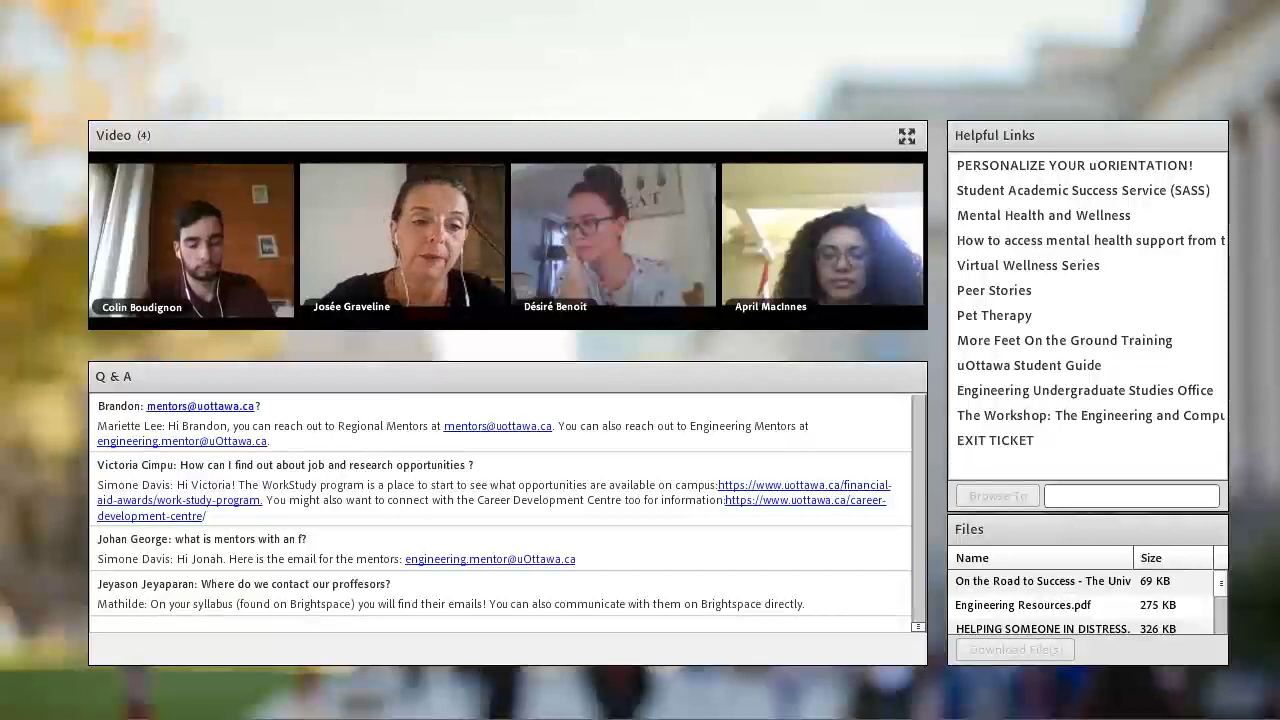 Video (4)
EAT
Colin Boudignon
Josée Graveline
Désiré Benoit
April MacInnes
Q & A
Brandon: mentors@uottawa.ca?
Mariette Lee: Hi Brandon, you can reach out to Regional Mentors at mentors@uottawa.ca. You can also reach out to Engineering Mentors at
engineering.mentor@uOttawa.ca.
Victoria Cimpu: How can I find out about job and research opportunities ?
Simone Davis: Hi Victoria! The WorkStudy program is a place to start to see what opportunities are available on campus:https://www.uottawa.ca/financial-
aid-awards/work-study-program. You might also want to connect with the Career Development Centre too for information:https://www.uottawa.ca/career-
development-centre/
Johan George: what is mentors with an f?
Simone Davis: Hi Jonah. Here is the email for the mentors: engineering.mentor@uOttawa.ca
Jeyason Jeyaparan: Where do we contact our proffesors?
Mathilde: On your syllabus (found on Brightspace) you will find their emails! You can also communicate with them on Brightspace directly.
Helpful Links
PERSONALIZE YOUR uORIENTATION!
Student Academic Success Service (SASS)
Mental Health and Wellness
How to access mental health support from t
Virtual Wellness Series
Peer Stories
Pet Therapy
More Feet On the Ground Training
uOttawa Student Guide
Engineering Undergraduate Studies Office
The Workshop: The Engineering and Compu
EXIT TICKET
Browse To
Files
Name Size
On the Road to Success - The Univ 69 KB
Engineering Resources.pdf 275 KB
HELPING SOMEONE IN DISTRESS. 326 KB
Download File(s)